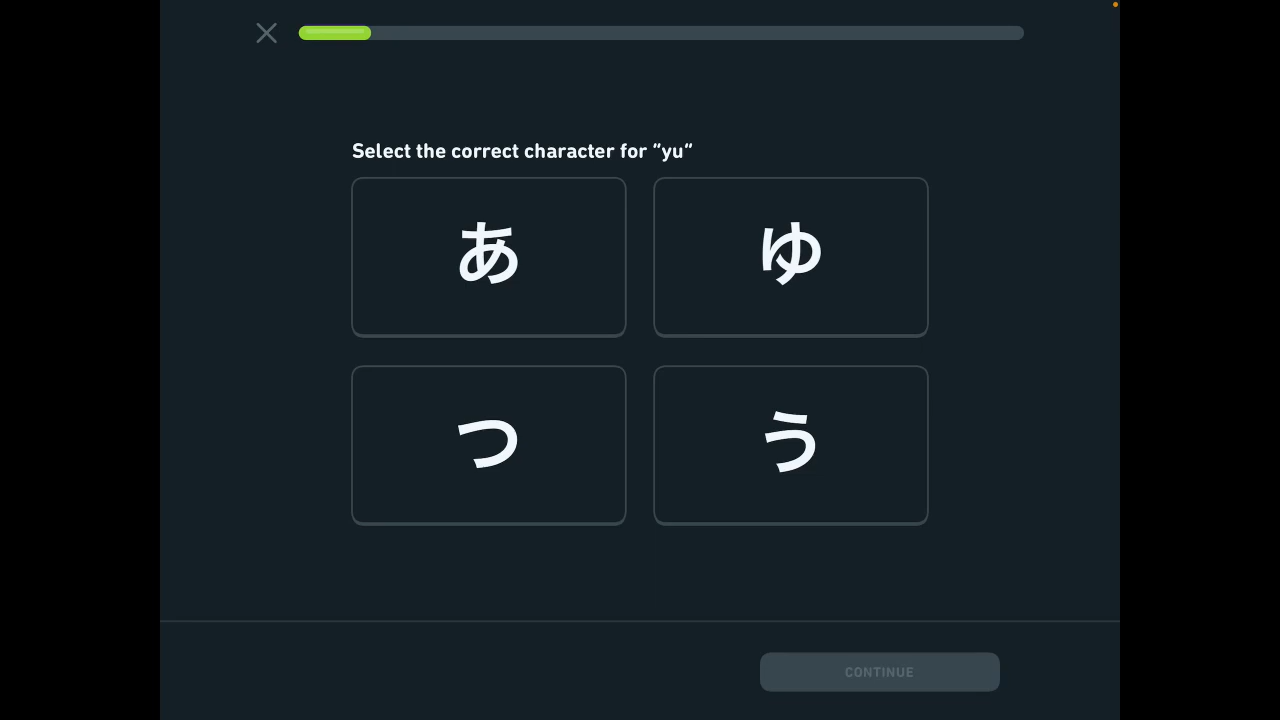 Select the correct character for "yu"
あ
ゆ
つ
う
CONTINUE